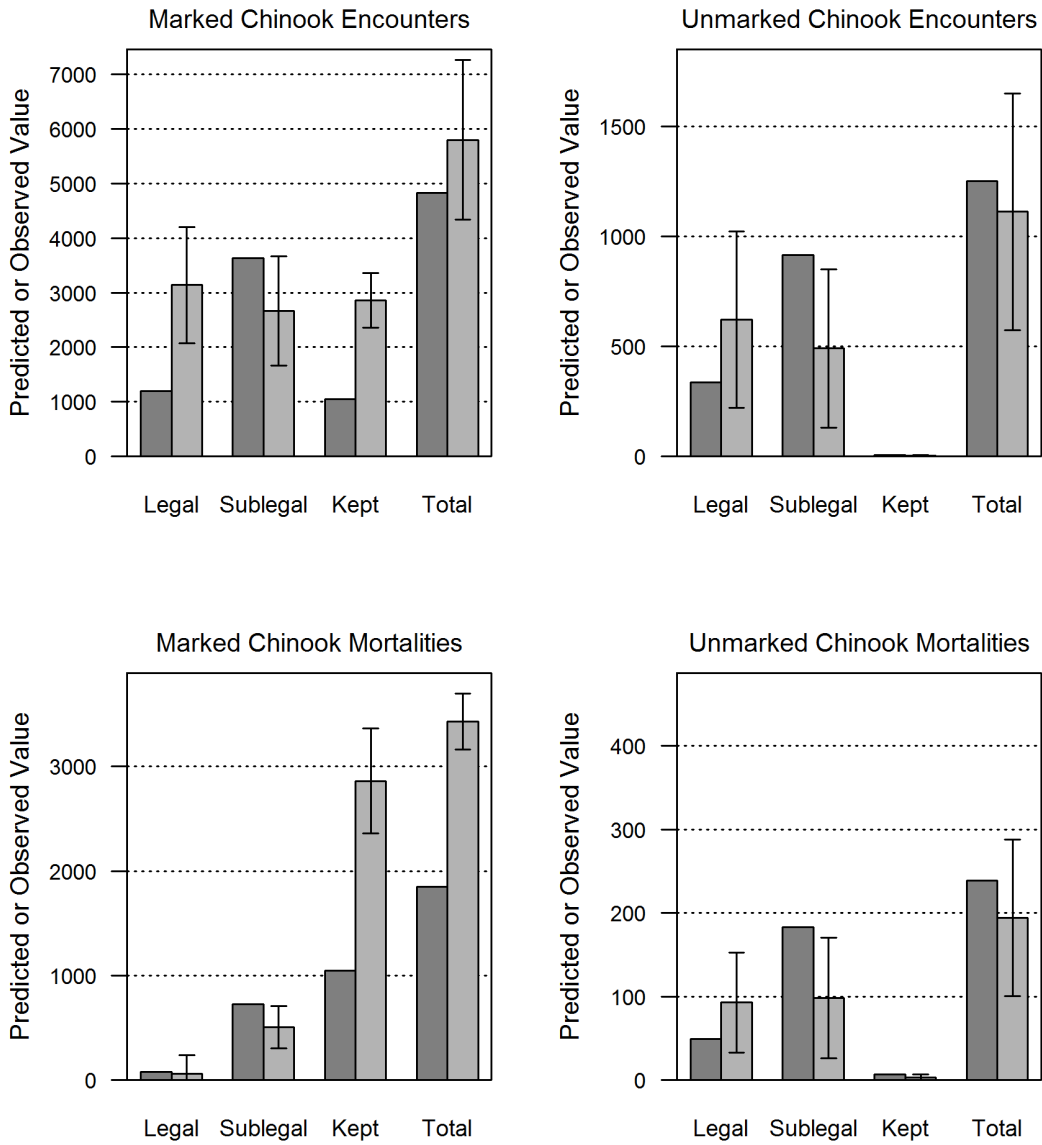 Marked Chinook Encounters
Predicted or Observed Value
7000
6000
5000
4000
3000
2000
1000
0
Legal Sublegal Kept Total
Unmarked Chinook Encounters
Predicted or Observed Value
1500
1000
500
0
Legal Sublegal Kept Total
Marked Chinook Mortalities
Predicted or Observed Value
3000
2000
1000
0
Legal Sublegal Kept Total
Unmarked Chinook Mortalities
Predicted or Observed Value
400
300
200
100
0
Legal Sublegal Kept Total